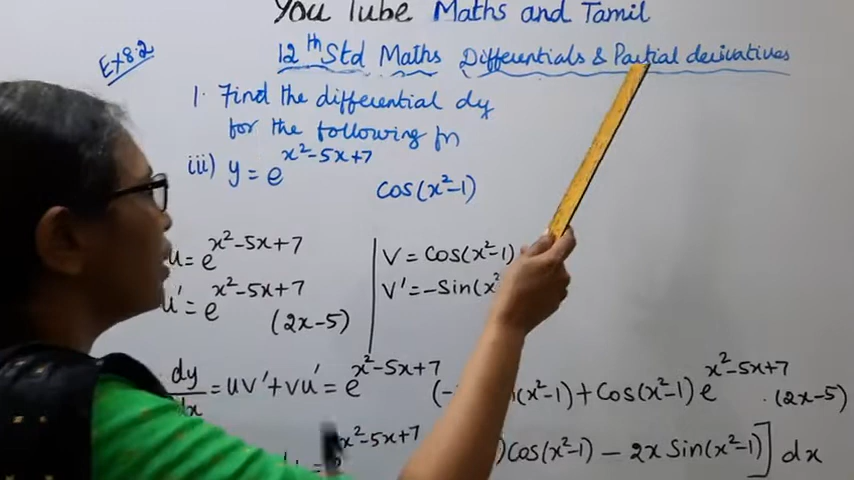 You Tube Maths and Tamil
Ex 8.2
12th Std Maths Differentials & Partial derivatives
1. Find the differential dy
for the following fn
iii) y = e^{x²-5x+7} cos(x²-1)
u = e^{x²-5x+7} | V = Cos(x²-1)
u' = e^{x²-5x+7} (2x-5) | V' = -Sin(x²
dy/dx = UV' + VU' = e^{x²-5x+7} (- (x²-1) + Cos(x²-1) e^{x²-5x+7} . (2x-5)
x²-5x+7 )Cos(x²-1) - 2x Sin(x²-1)] dx